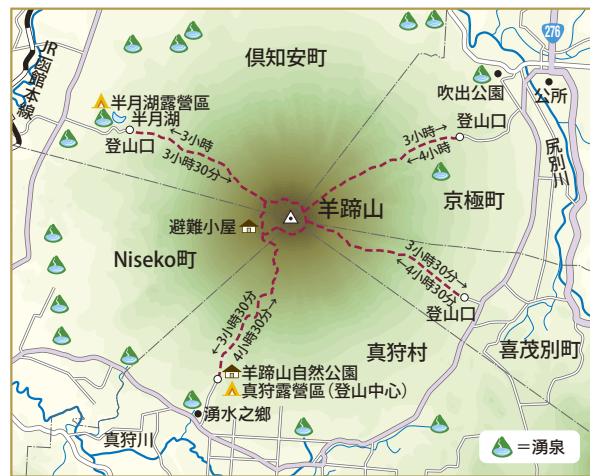 276
倶知安町
JR函館本線
半月湖露營區
半月湖
登山口
←3小時
3小時30分→
吹出公園
公所
登山口
3小時→
←4小時
尻別川
京極町
羊蹄山
避難小屋
Niseko町
3小時30分→
←4小時30分
登山口
喜茂別町
←3小時30分
4小時30分→
真狩村
羊蹄山自然公園
真狩露營區(登山中心)
湧水之鄉
真狩川
=湧泉